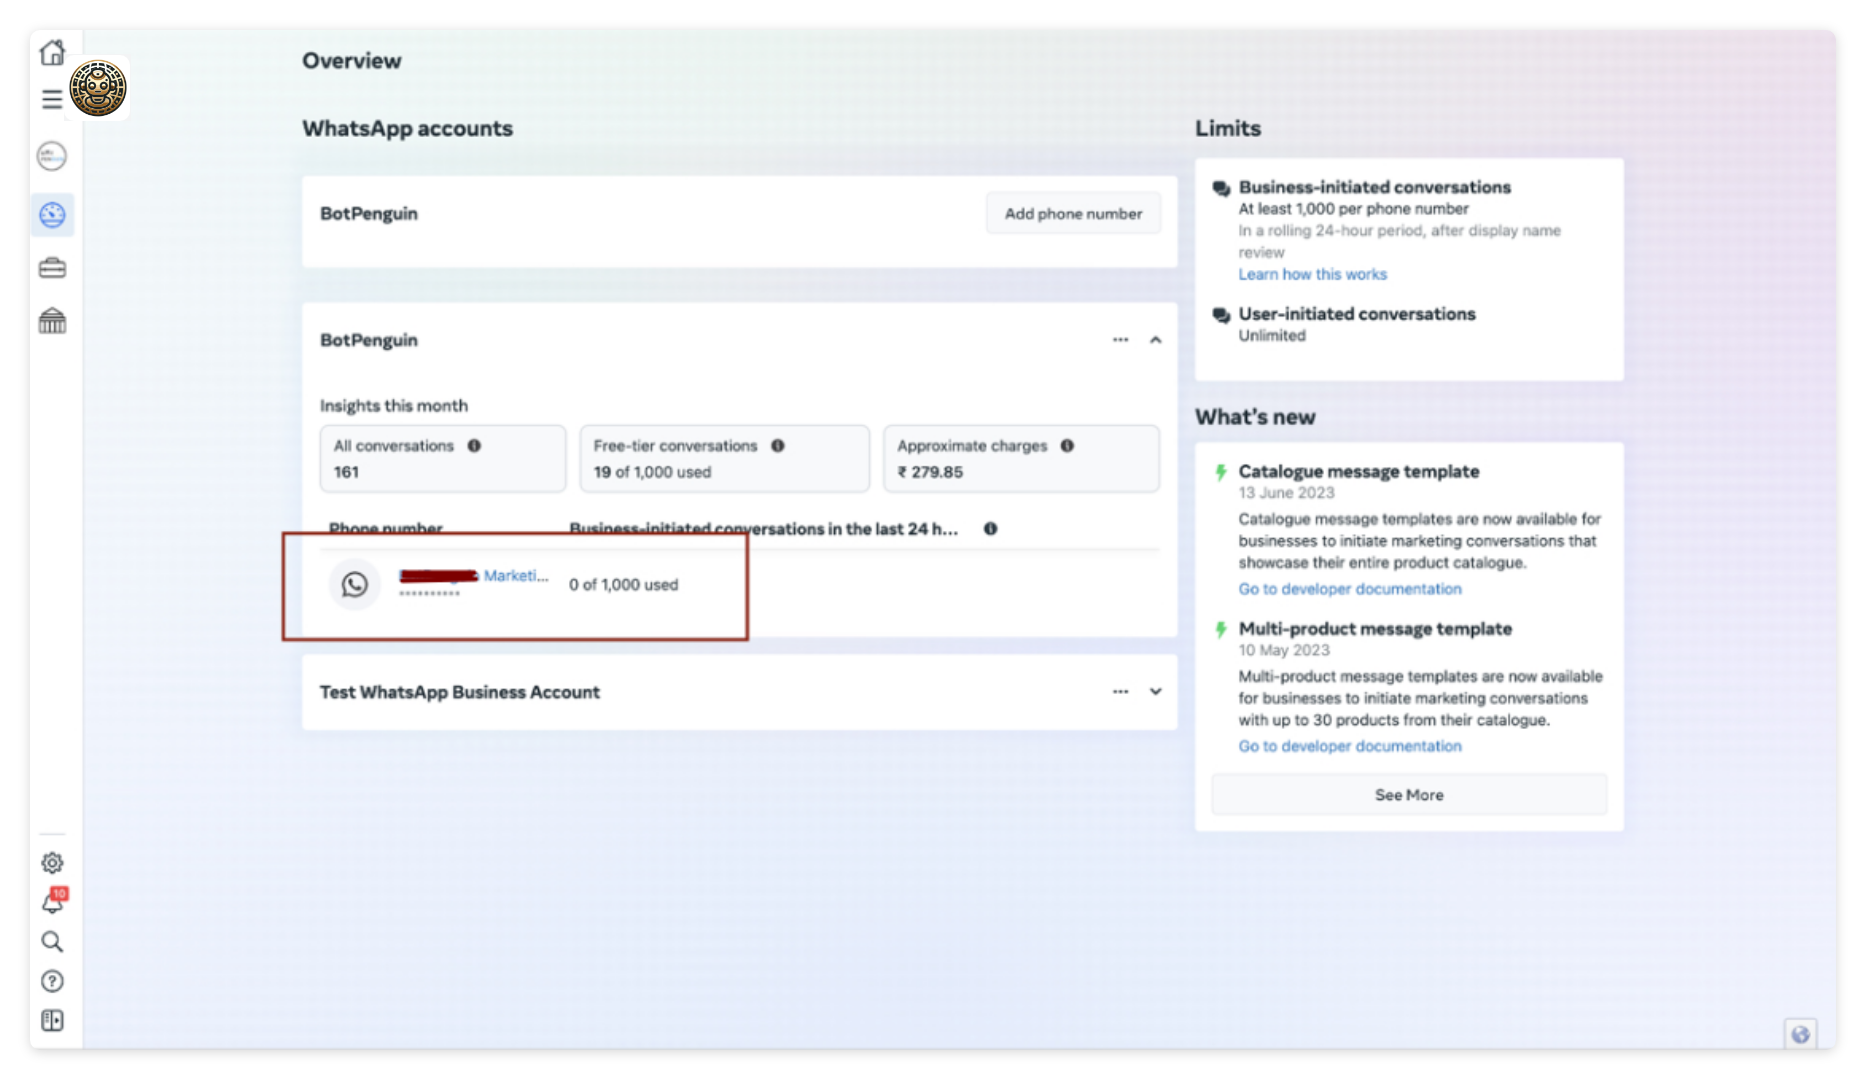 Overview
WhatsApp accounts
BotPenguin
Add phone number
BotPenguin
Insights this month
All conversations
161
Free-tier conversations
19 of 1,000 used
Approximate charges
₹ 279.85
Phone number
Business-initiated conversations in the last 24 h...
Marketi...
0 of 1,000 used
Test WhatsApp Business Account
Limits
Business-initiated conversations
At least 1,000 per phone number
In a rolling 24-hour period, after display name
review
Learn how this works
User-initiated conversations
Unlimited
What's new
Catalogue message template
13 June 2023
Catalogue message templates are now available for
businesses to initiate marketing conversations that
showcase their entire product catalogue.
Go to developer documentation
Multi-product message template
10 May 2023
Multi-product message templates are now available
for businesses to initiate marketing conversations
with up to 30 products from their catalogue.
Go to developer documentation
See More
10